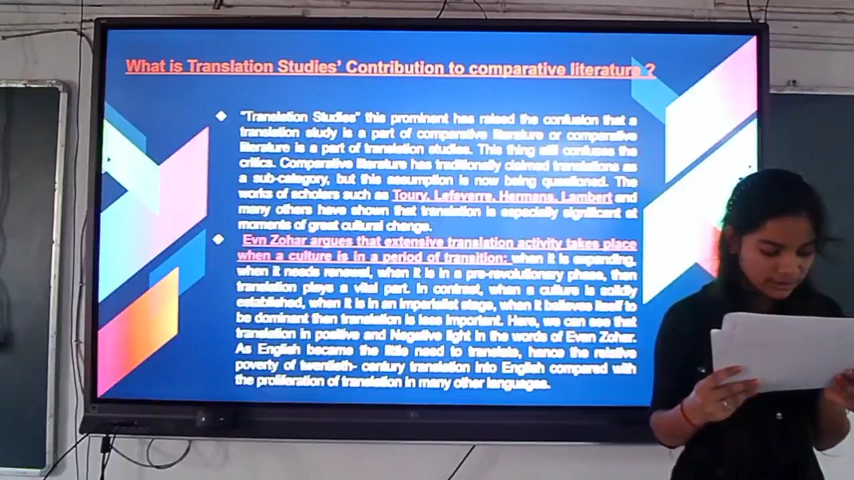 What is Translation Studies' Contribution to comparative literature ?
"Translation Studies" this prominent has raised the confusion that a
translation study is a part of comparative literature or comparative
literature is a part of translation studies. This thing still confuses the
critics. Comparative literature has traditionally claimed translations as
a sub-category, but this assumption is now being questioned. The
works of scholars such as Toury, Lefeverre, Hermans, Lambert and
many others have shown that translation is especially significant at
moments of great cultural change.
Evn Zohar argues that extensive translation activity takes place
when a culture is in a period of transition: when it is expanding,
when it needs renewal, when it is in a pre-revolutionary phase, then
translation plays a vital part. In contrast, when a culture is solidly
established, when it is in an imperialist stage, when it believes itself to
be dominant then translation is less important. Here, we can see that
translation in positive and Negative light in the words of Even Zohar.
As English became the little need to translate, hence the relative
poverty of twentieth- century translation into English compared with
the proliferation of translation in many other languages.